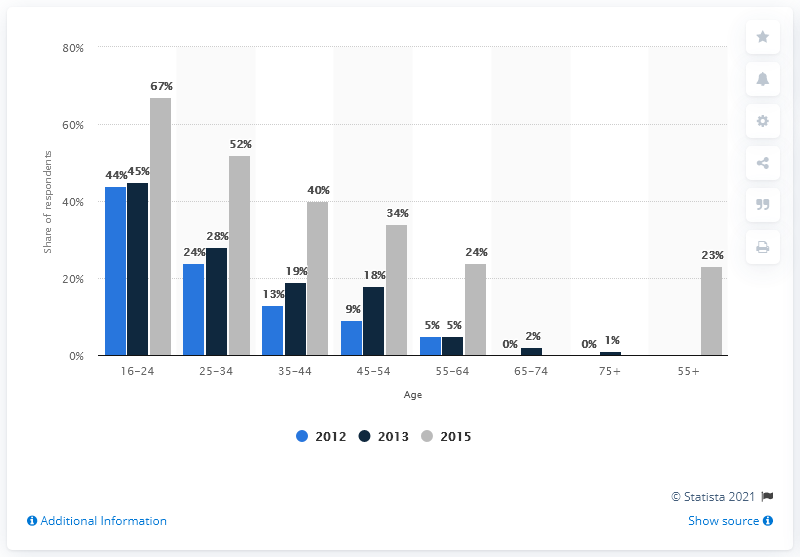 80%
60%
40%
20%
0%
Share of respondents
44% 45% 67%
24% 28% 52%
13% 19% 40%
9% 18% 34%
5% 5% 24%
0% 2%
0% 1%
23%
16–24 25–34 35–44 45–54 55–64 65–74 75+ 55+
Age
2012 2013 2015
© Statista 2021
Additional Information
Show source